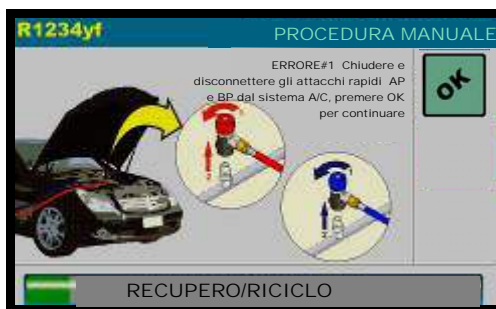 R1234yf
PROCEDURA MANUALE
ERRORE#1 Chiudere e
disconnettere gli attacchi rapidi AP
e BP dal sistema A/C, premere OK
per continuare
OK
RECUPERO/RICICLO